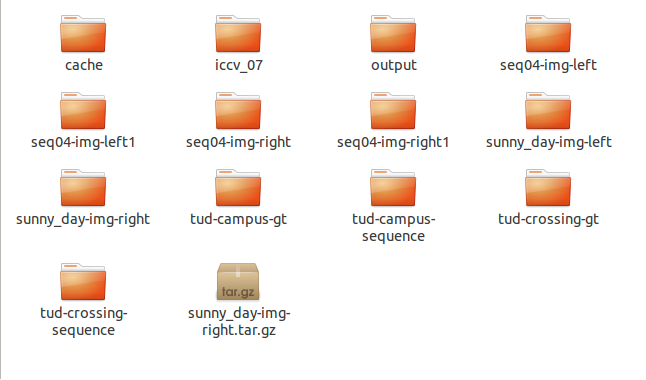 cache
iccv_07
output
seq04-img-left
seq04-img-left1
seq04-img-right
seq04-img-right1
sunny_day-img-left
sunny_day-img-right
tud-campus-gt
tud-campus-
sequence
tud-crossing-gt
tud-crossing-
sequence
tar.gz
sunny_day-img-
right.tar.gz